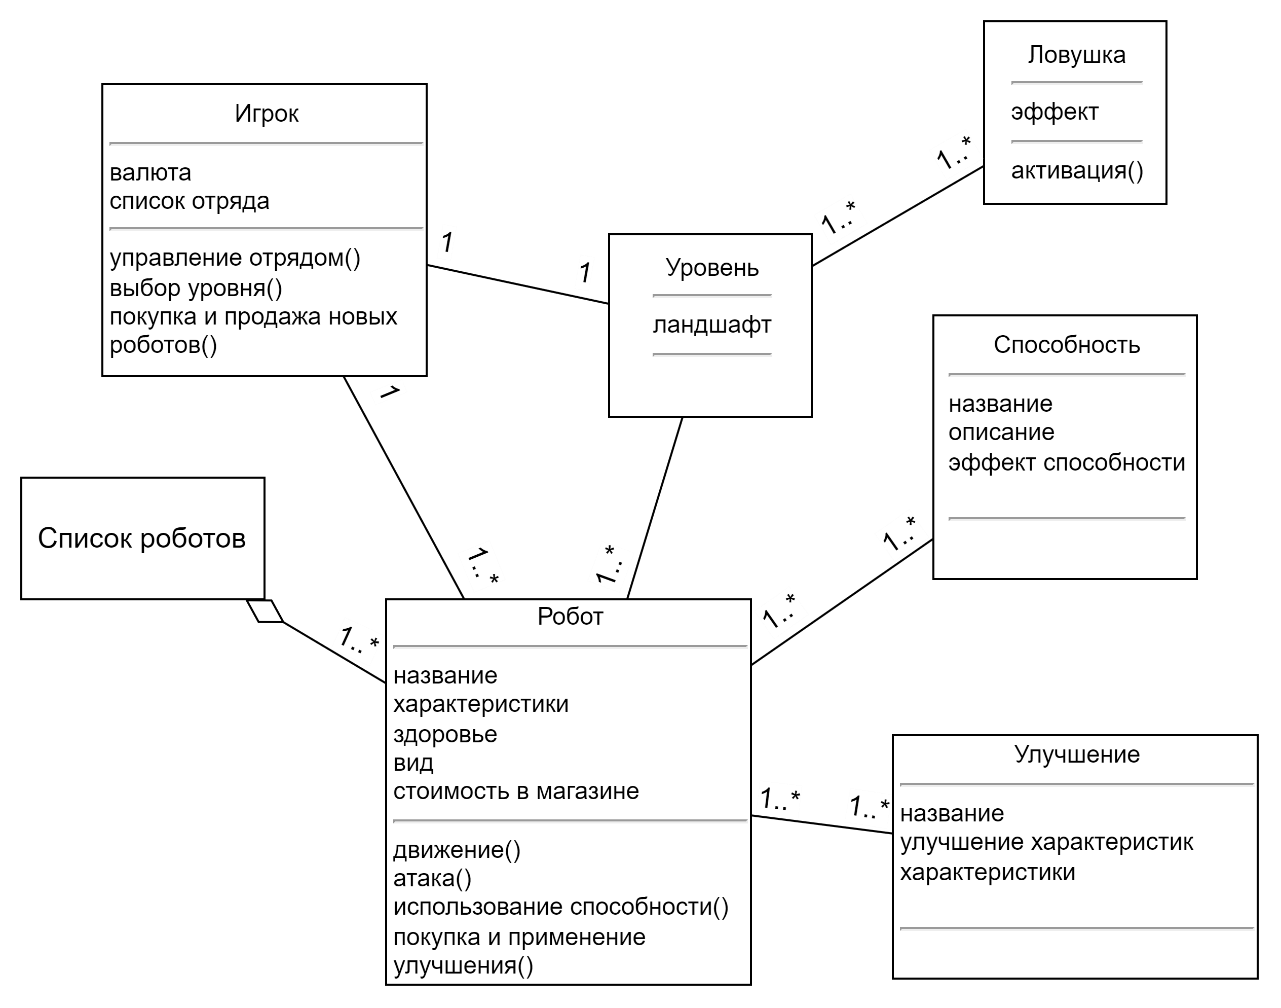 Игрок
валюта
список отряда
управление отрядом()
выбор уровня()
покупка и продажа новых
роботов()
1
1
Уровень
ландшафт
1..*
1..*
Ловушка
эффект
активация()
Способность
название
описание
эффект способности
1
1..*
1..*
Список роботов
1..*
Робот
название
характеристики
здоровье
вид
стоимость в магазине
движение()
атака()
использование способности()
покупка и применение
улучшения()
1..*
1..*
1..*
1..*
Улучшение
название
улучшение характеристик
характеристики